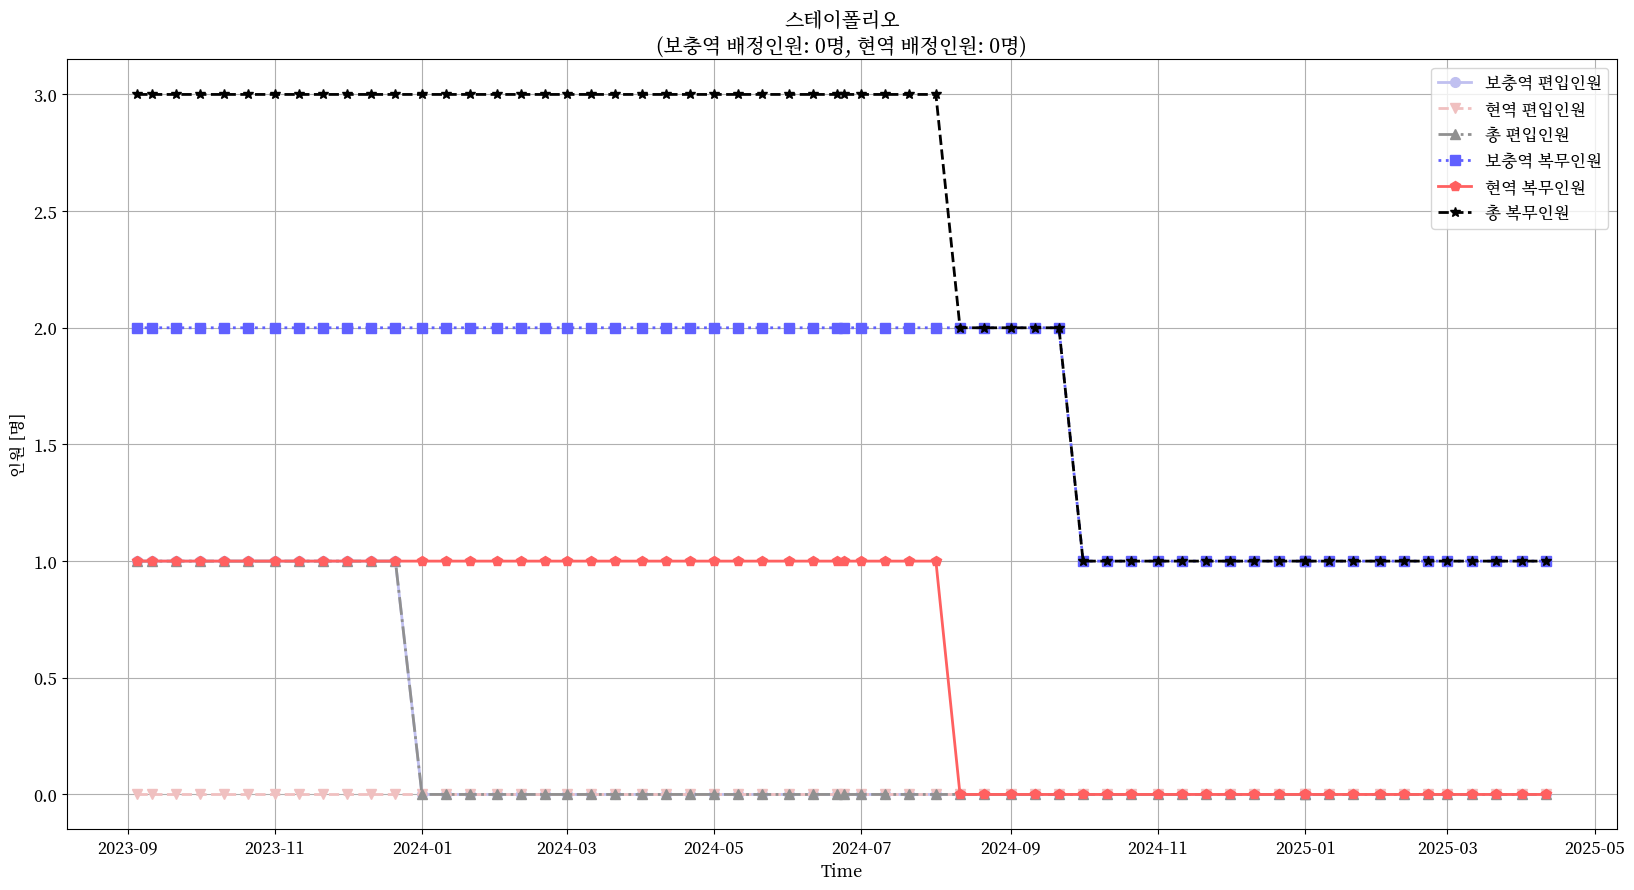 스테이폴리오
(보충역 배정인원: 0명, 현역 배정인원: 0명)
보충역 편입인원
현역 편입인원
총 편입인원
보충역 복무인원
현역 복무인원
총 복무인원
인원 [명]
3.0
2.5
2.0
1.5
1.0
0.5
0.0
2023-09 2023-11 2024-01 2024-03 2024-05 2024-07 2024-09 2024-11 2025-01 2025-03 2025-05
Time